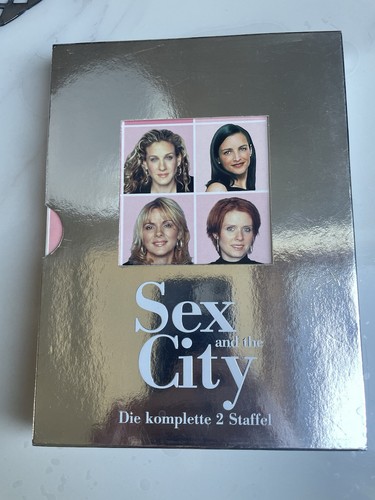 Sex
and the
City
Die komplette 2 Staffel